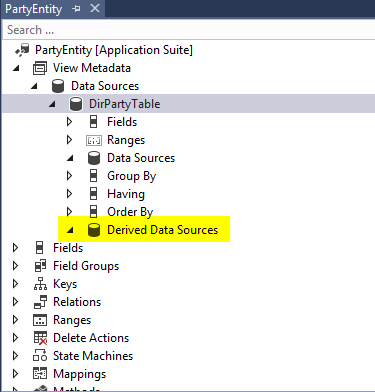 PartyEntity
Search ...
PartyEntity [Application Suite]
View Metadata
Data Sources
DirPartyTable
Fields
Ranges
Data Sources
Group By
Having
Order By
Derived Data Sources
Fields
Field Groups
Keys
Relations
Ranges
Delete Actions
State Machines
Mappings
Methods